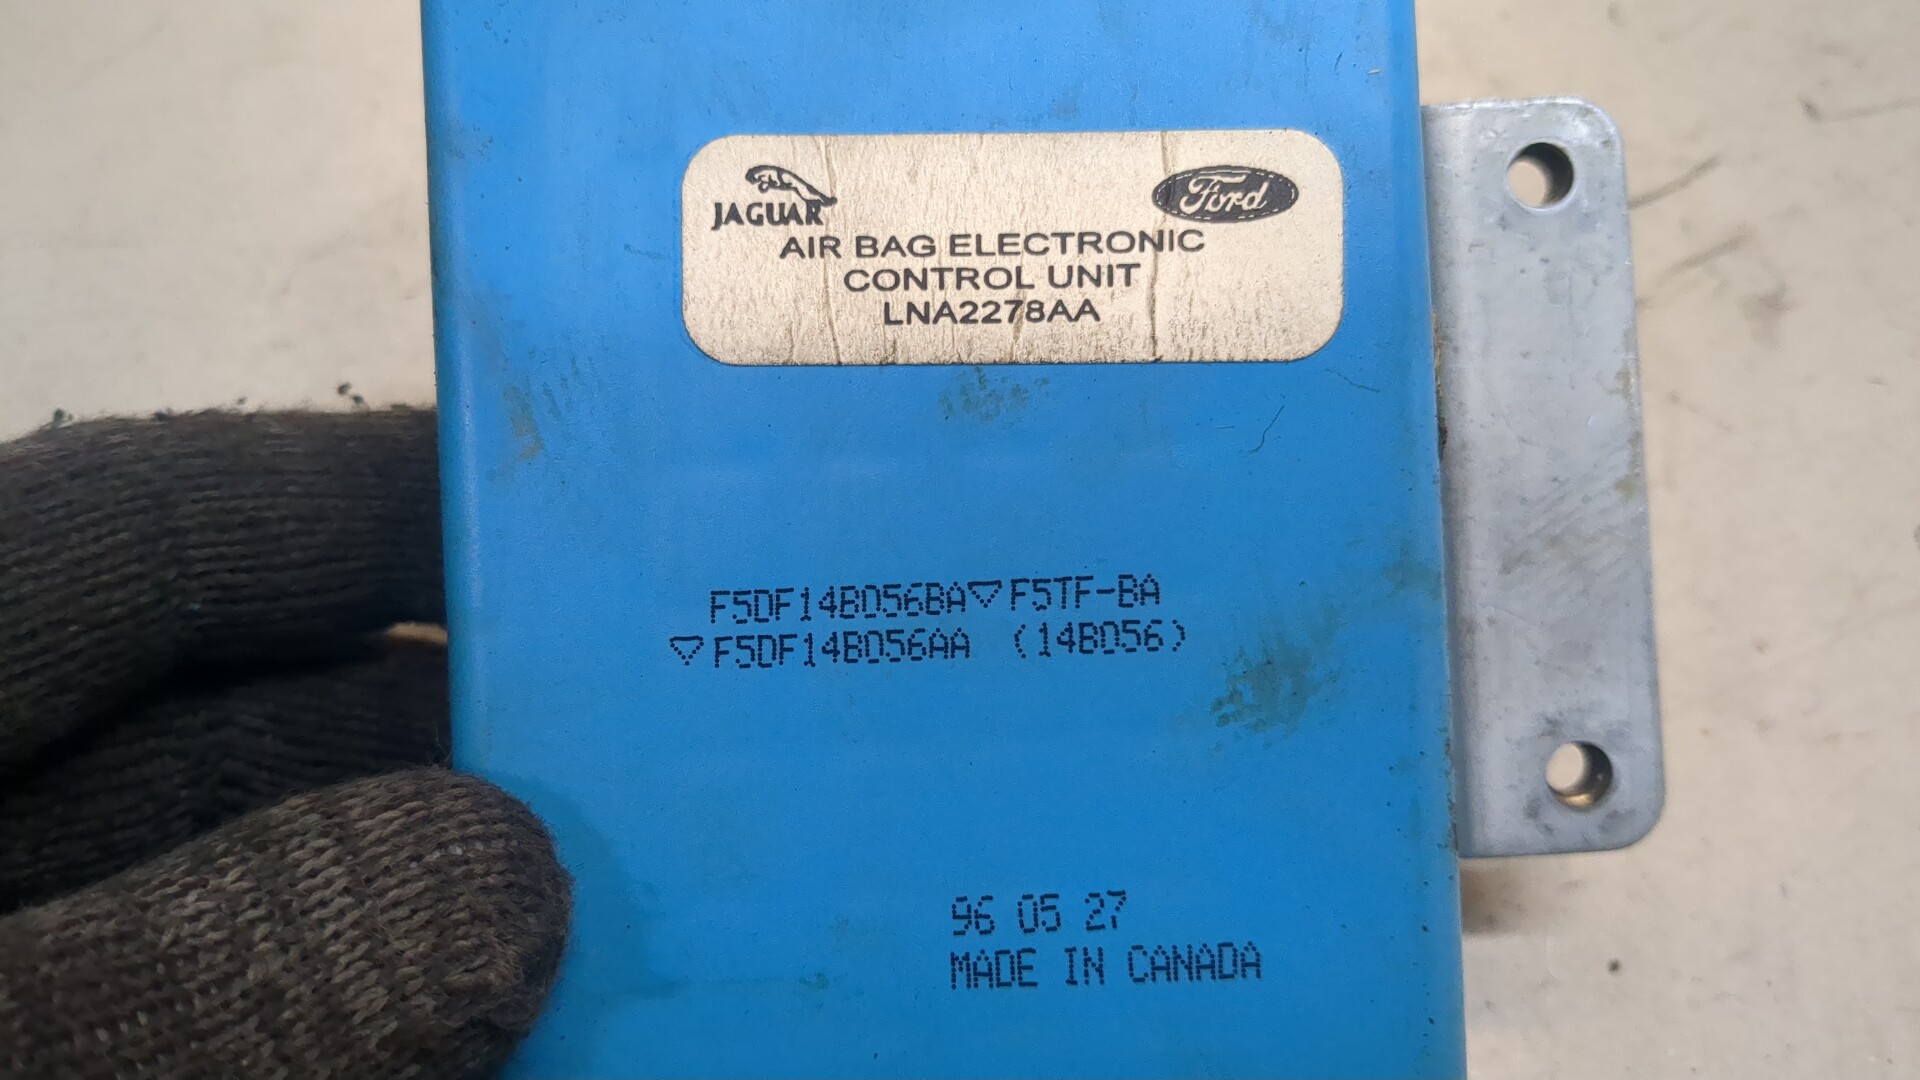 JAGUAR
Ford
AIR BAG ELECTRONIC
CONTROL UNIT
LNA2278AA
F5DF14B056BA▽F5TF-BA
▽F5DF14B056AA (14B056)
96 05 27
MADE IN CANADA